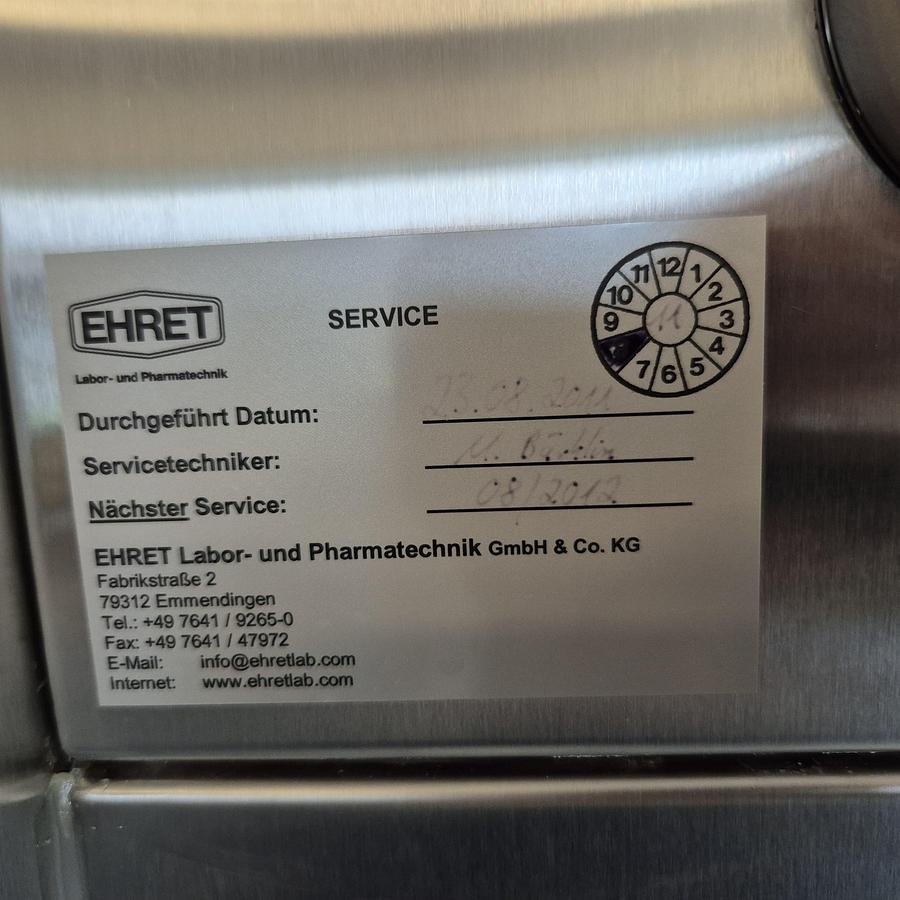 EHRET
SERVICE
Labor- und Pharmatechnik
11 12 1 2 3 4 5 6 7 9 10
11
Durchgeführt Datum: 23.08.2011
Servicetechniker: M.
Nächster Service: 08/2012
EHRET Labor- und Pharmatechnik GmbH & Co. KG
Fabrikstraße 2
79312 Emmendingen
Tel.: +49 7641 / 9265-0
Fax: +49 7641 / 47972
E-Mail: info@ehretlab.com
Internet: www.ehretlab.com